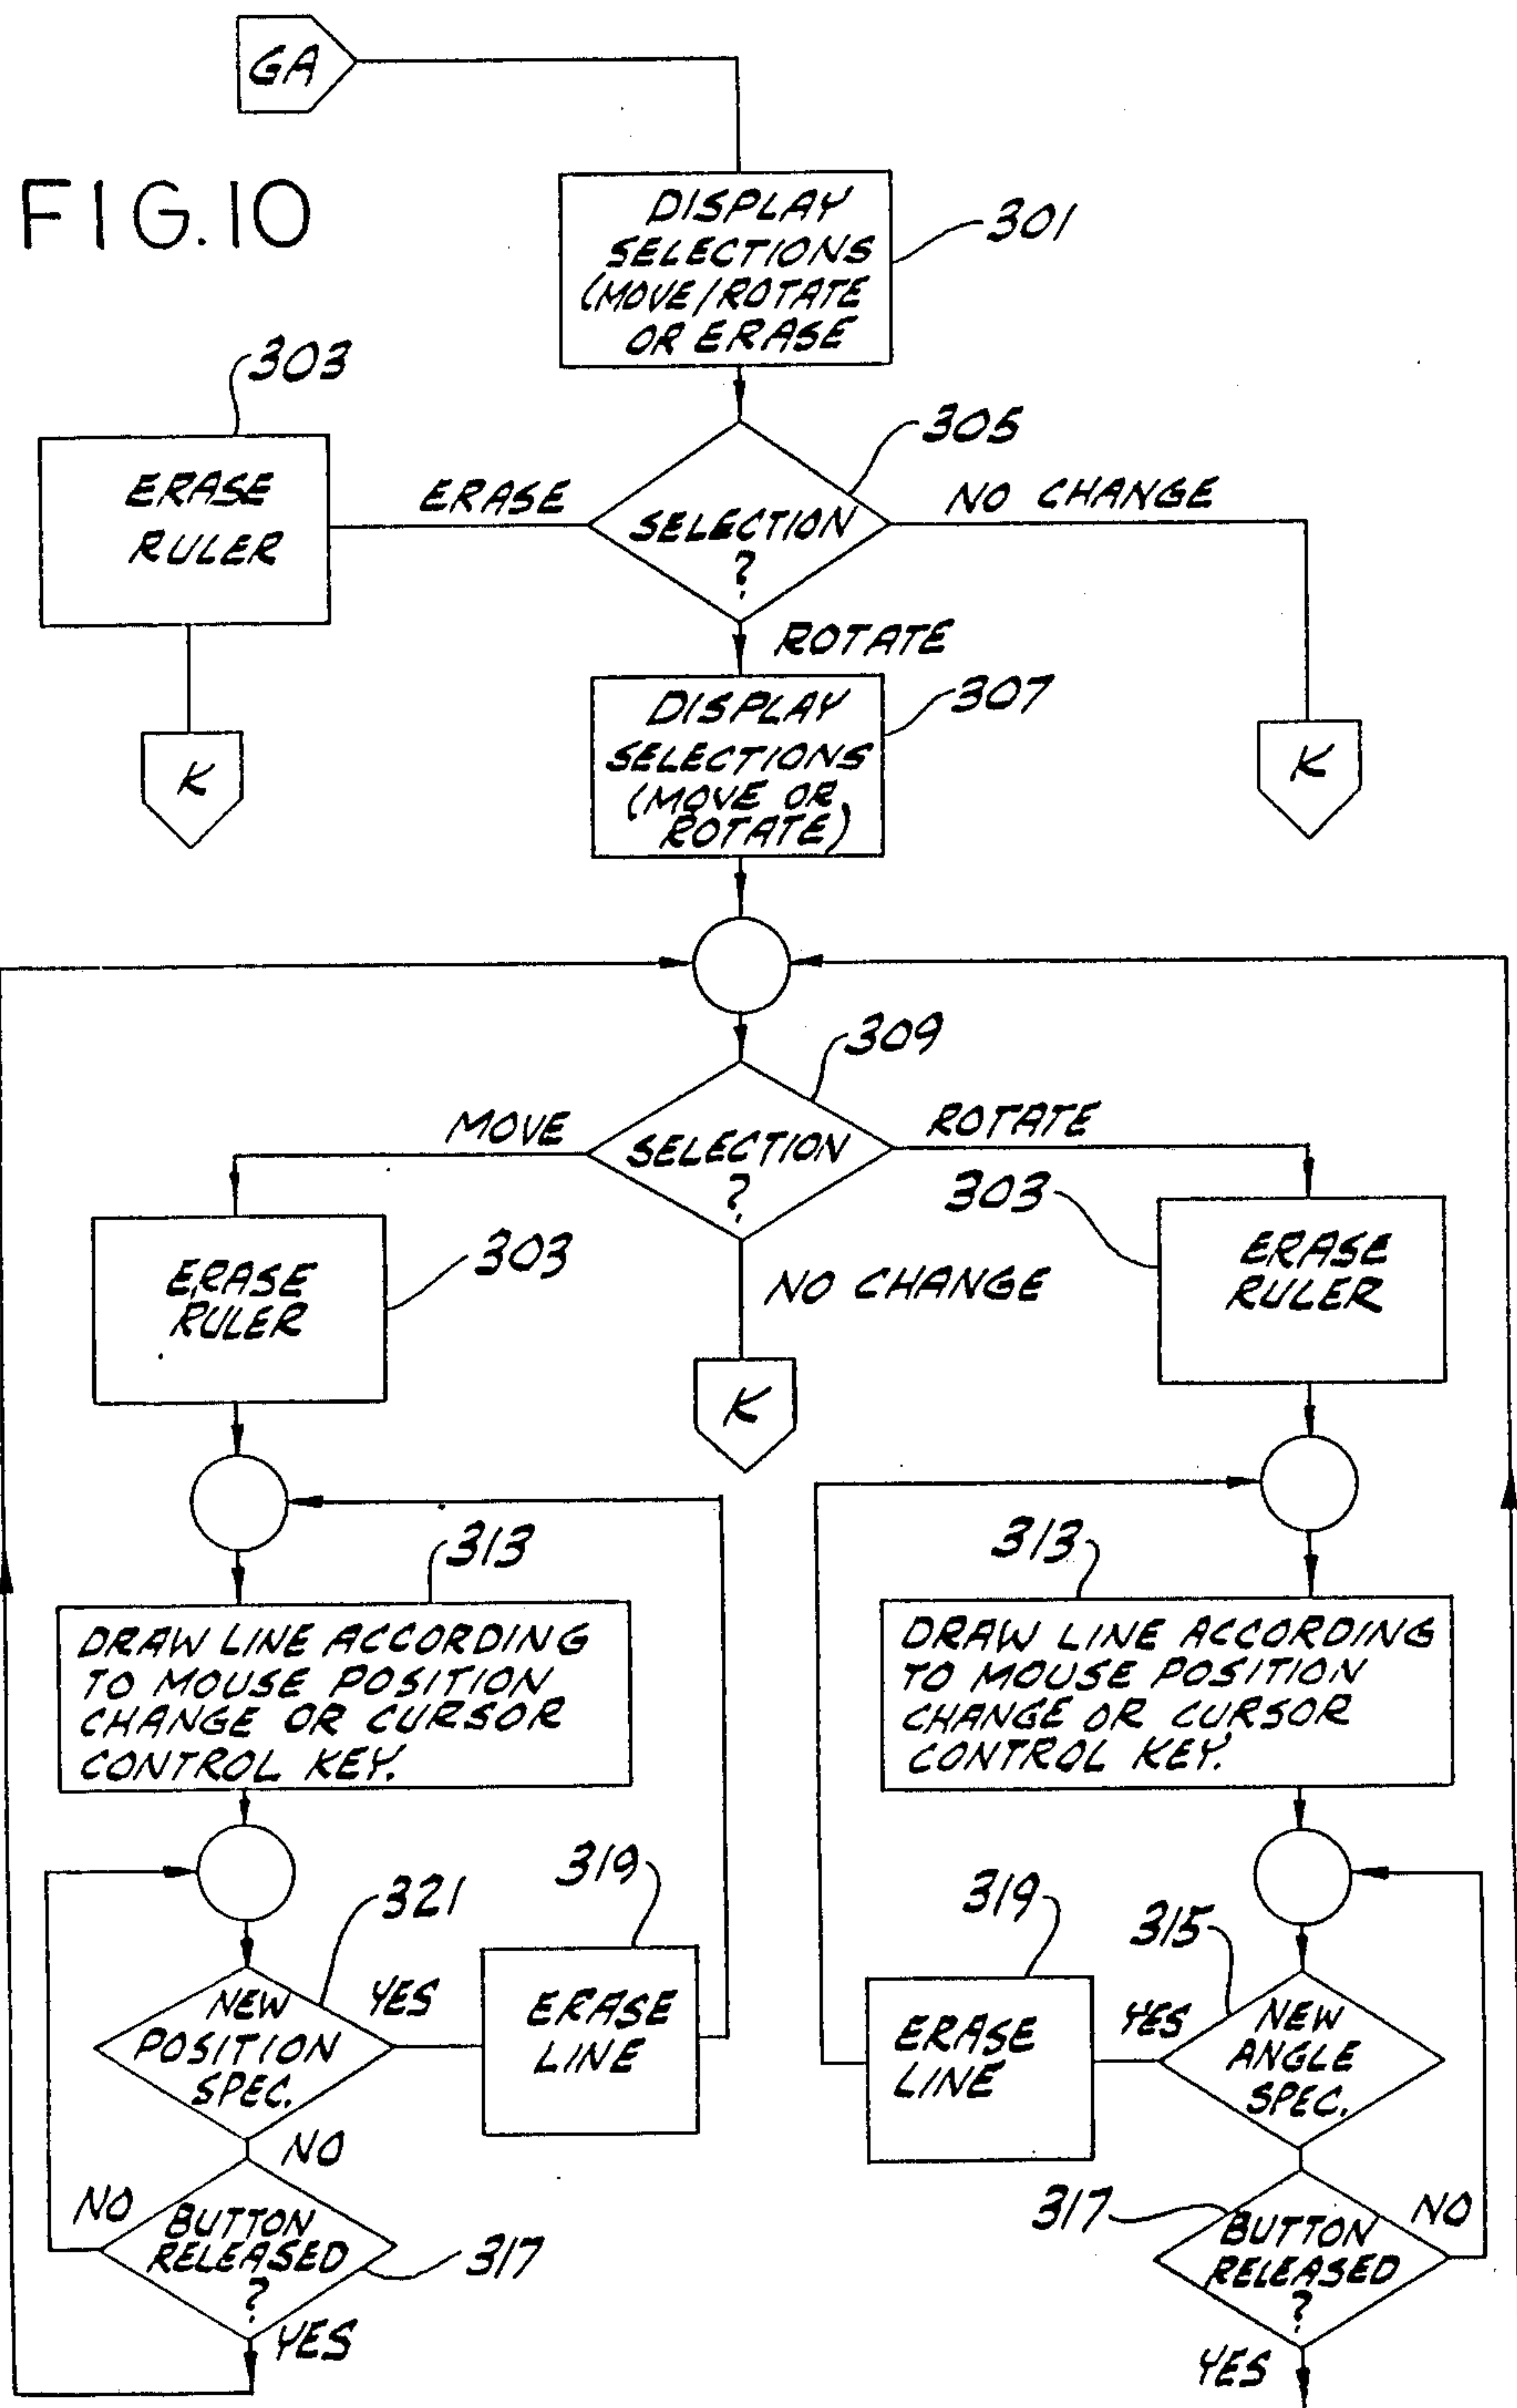 GA
FIG.10
DISPLAY
SELECTIONS
(MOVE/ROTATE
OR ERASE
301
303
305
ERASE
RULER
ERASE
SELECTION
?
NO CHANGE
ROTATE
K
DISPLAY
SELECTIONS
(MOVE OR
ROTATE)
307
K
309
MOVE
SELECTION
?
ROTATE
303
ERASE
RULER
303
NO CHANGE
ERASE
RULER
K
313
313
DRAW LINE ACCORDING
TO MOUSE POSITION
CHANGE OR CURSOR
CONTROL KEY.
DRAW LINE ACCORDING
TO MOUSE POSITION
CHANGE OR CURSOR
CONTROL KEY.
321
319
319
315
NEW
POSITION
SPEC.
YES
ERASE
LINE
ERASE
LINE
YES
NEW
ANGLE
SPEC.
NO
NO
BUTTON
RELEASED
?
317
YES
317
BUTTON
RELEASED
?
NO
YES